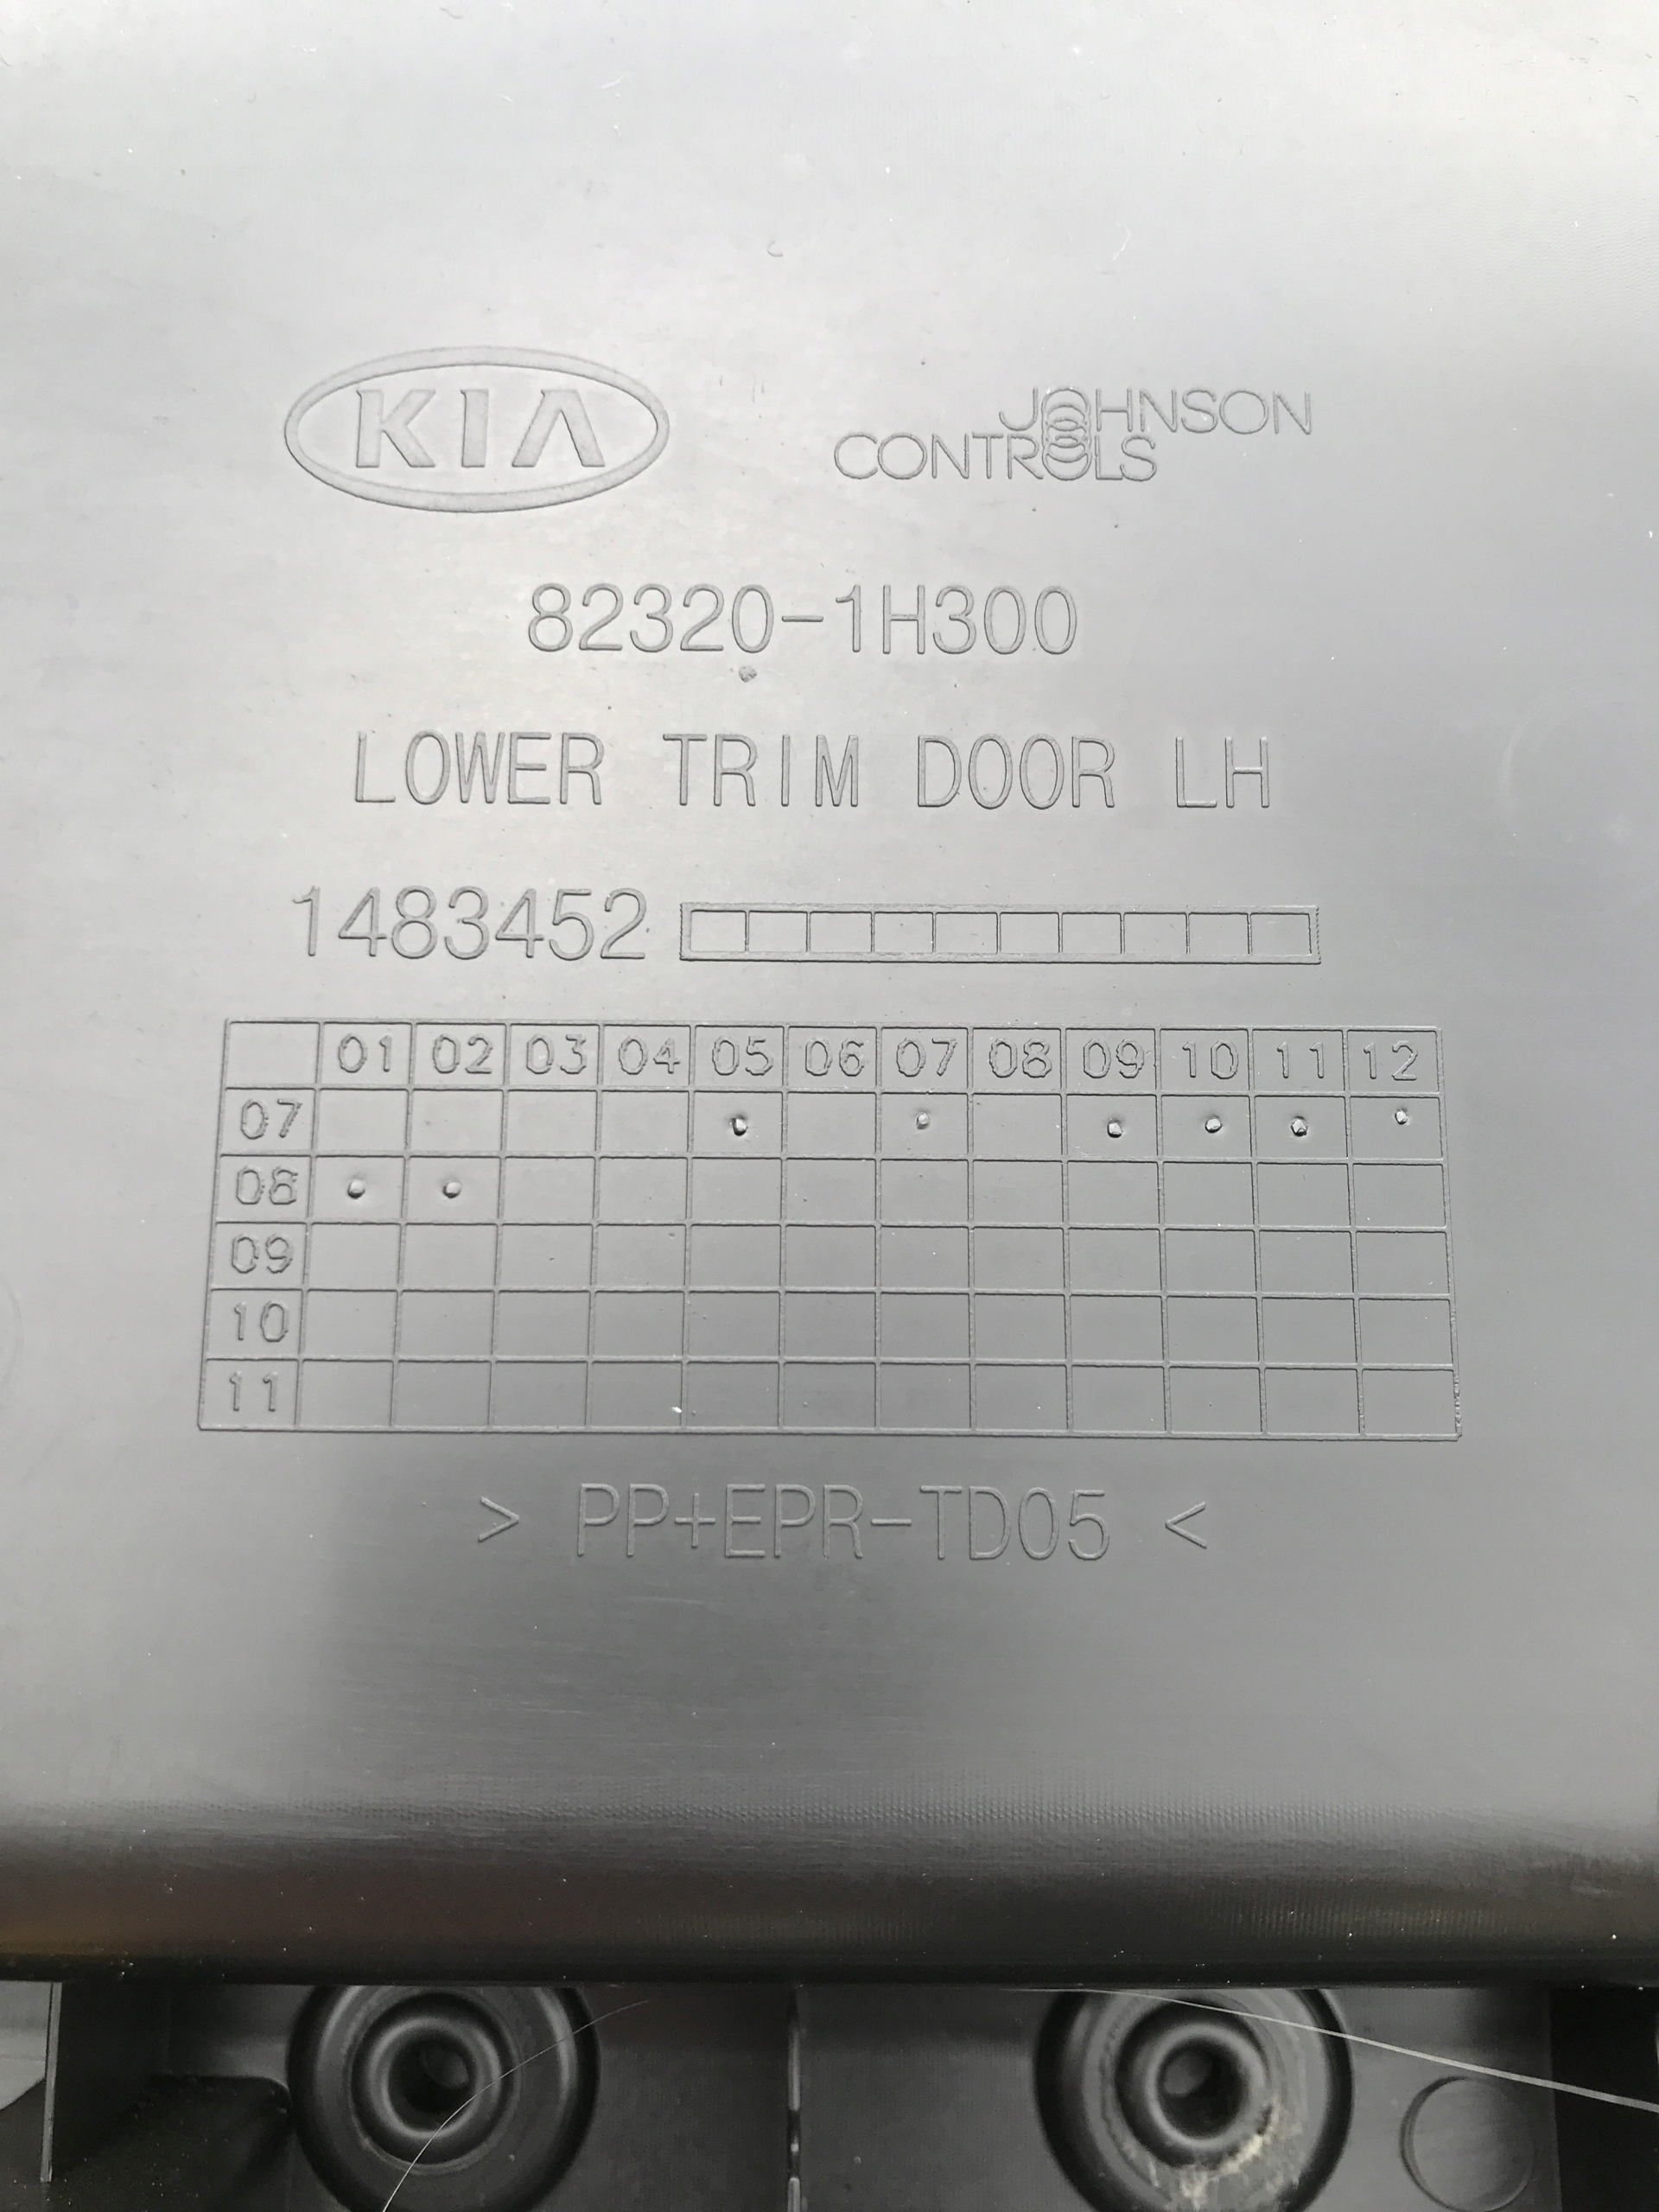 KIA
JOHNSON
CONTROLS
82320-1H300
LOWER TRIM DOOR LH
1483452
01 02 03 04 05 06 07 08 09 10 11 12
07
08
09
10
11
> PP+EPR-TD05 <